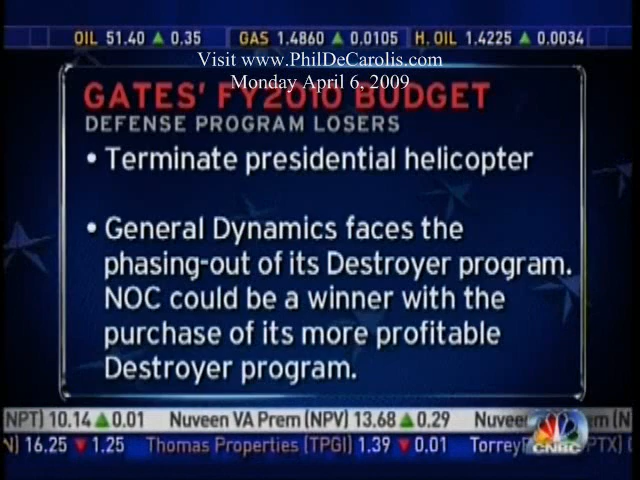 OIL 51.40 ▲ 0.35 GAS 1.4860 ▲ 0.0105 H. OIL 1.4225 ▲ 0.0034
Visit www.PhilDeCarolis.com
Monday April 6, 2009
GATES' FY2010 BUDGET
DEFENSE PROGRAM LOSERS
• Terminate presidential helicopter
• General Dynamics faces the
phasing-out of its Destroyer program.
NOC could be a winner with the
purchase of its more profitable
Destroyer program.
NPT) 10.14 ▲ 0.01 Nuveen VA Prem (NPV) 13.68 ▲ 0.29 (N
) 16.25 ▼ 1.25 Thomas Properties (TPGI) 1.39 ▼ 0.01
CNBC